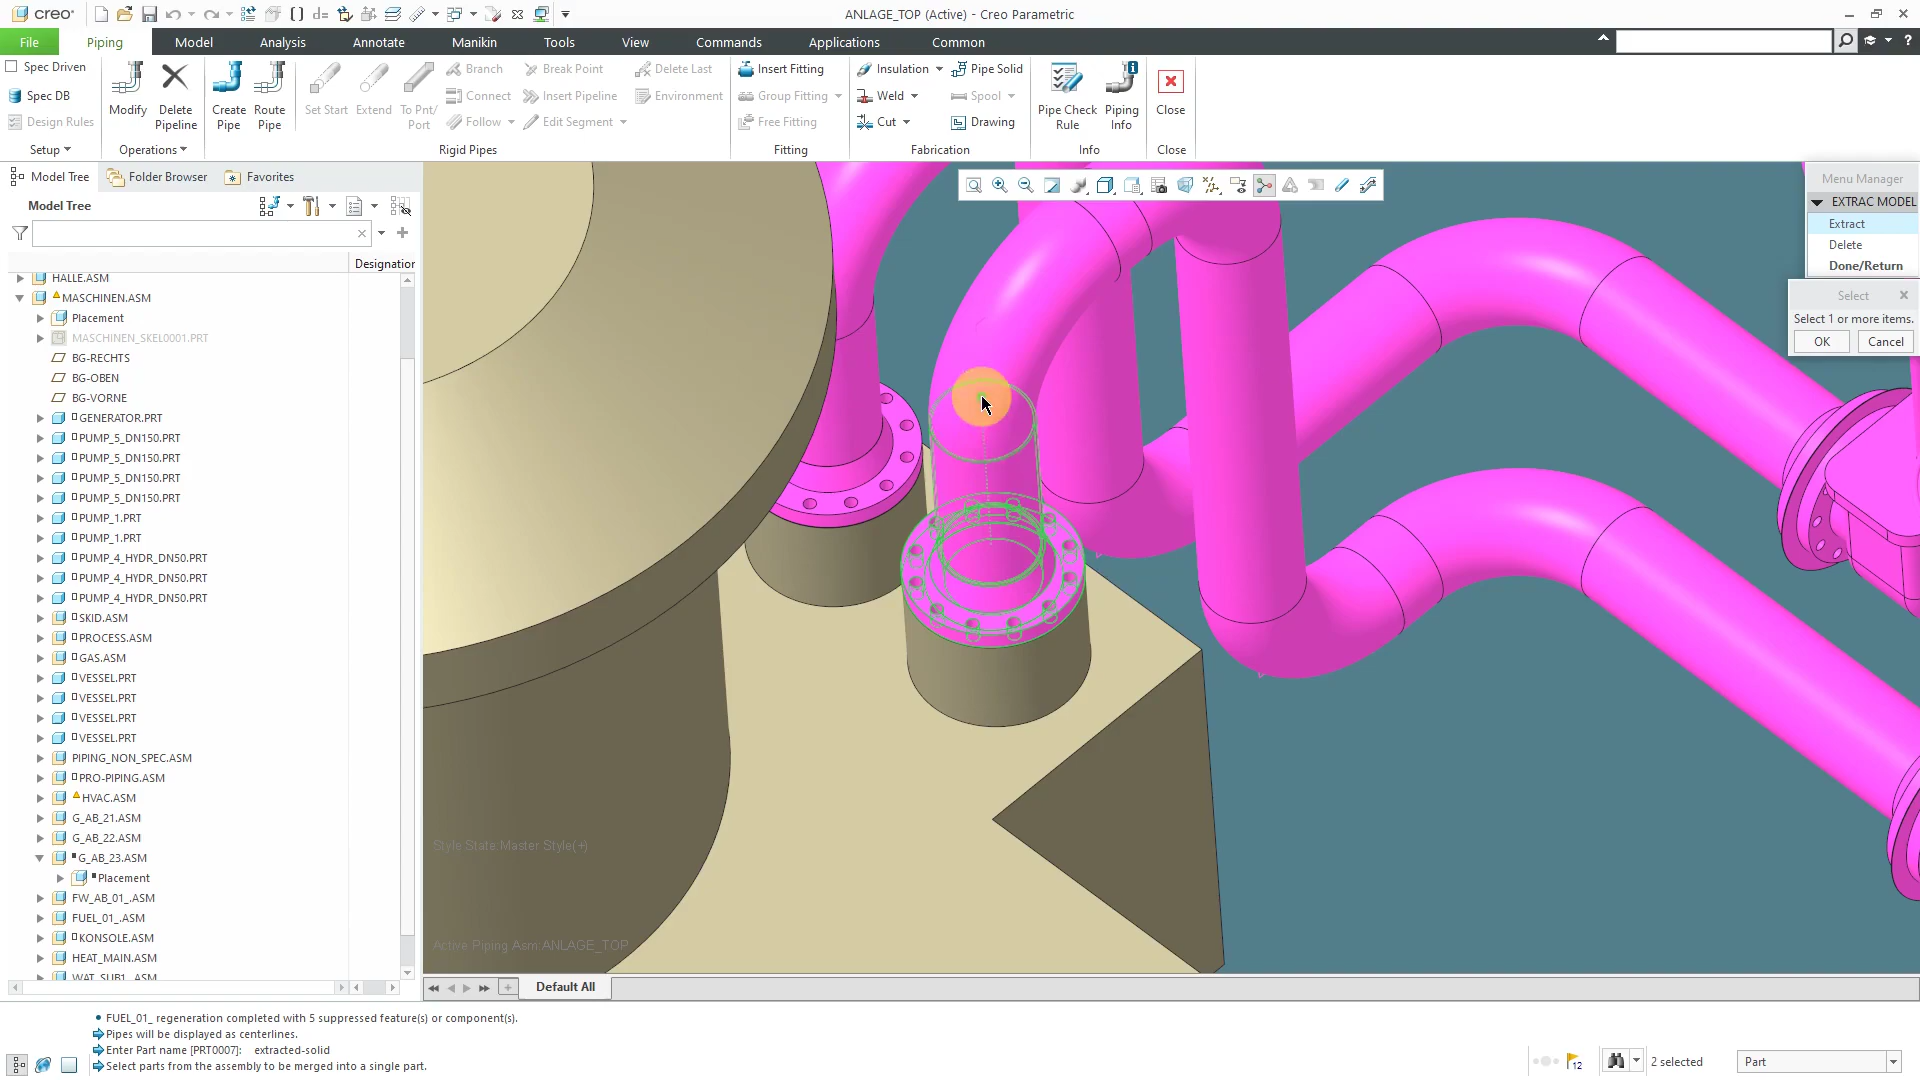 creo
ANLAGE_TOP (Active) - Creo Parametric
File
Piping
Model
Analysis
Annotate
Manikin
Tools
View
Commands
Applications
Common
Spec Driven
Spec DB
Design Rules
Setup
Modify
Delete Pipeline
Operations
Create Pipe
Route Pipe
Set Start
Extend
To Pnt/ Port
Branch
Connect
Follow
Break Point
Insert Pipeline
Edit Segment
Delete Last
Environment
Rigid Pipes
Insert Fitting
Group Fitting
Free Fitting
Fitting
Insulation
Weld
Cut
Pipe Solid
Spool
Drawing
Fabrication
Pipe Check Rule
Piping Info
Info
Close
Close
Model Tree
Folder Browser
Favorites
Model Tree
Designation
HALLE.ASM
MASCHINEN.ASM
Placement
MASCHINEN_SKEL0001.PRT
BG-RECHTS
BG-OBEN
BG-VORNE
GENERATOR.PRT
PUMP_5_DN150.PRT
PUMP_5_DN150.PRT
PUMP_5_DN150.PRT
PUMP_5_DN150.PRT
PUMP_1.PRT
PUMP_1.PRT
PUMP_4_HYDR_DN50.PRT
PUMP_4_HYDR_DN50.PRT
PUMP_4_HYDR_DN50.PRT
SKID.ASM
PROCESS.ASM
GAS.ASM
VESSEL.PRT
VESSEL.PRT
VESSEL.PRT
VESSEL.PRT
PIPING_NON_SPEC.ASM
PRO-PIPING.ASM
HVAC.ASM
G_AB_21.ASM
G_AB_22.ASM
G_AB_23.ASM
Placement
FW_AB_01_.ASM
FUEL_01_.ASM
KONSOLE.ASM
HEAT_MAIN.ASM
WAT_SUB1_.ASM
Menu Manager
EXTRAC MODEL
Extract
Delete
Done/Return
Select
Select 1 or more items.
OK
Cancel
Style State:Master Style(+)
Active Piping Asm:ANLAGE_TOP
Default All
FUEL_01_ regeneration completed with 5 suppressed feature(s) or component(s).
Pipes will be displayed as centerlines.
Enter Part name [PRT0007]: extracted-solid
Select parts from the assembly to be merged into a single part.
12
2 selected
Part